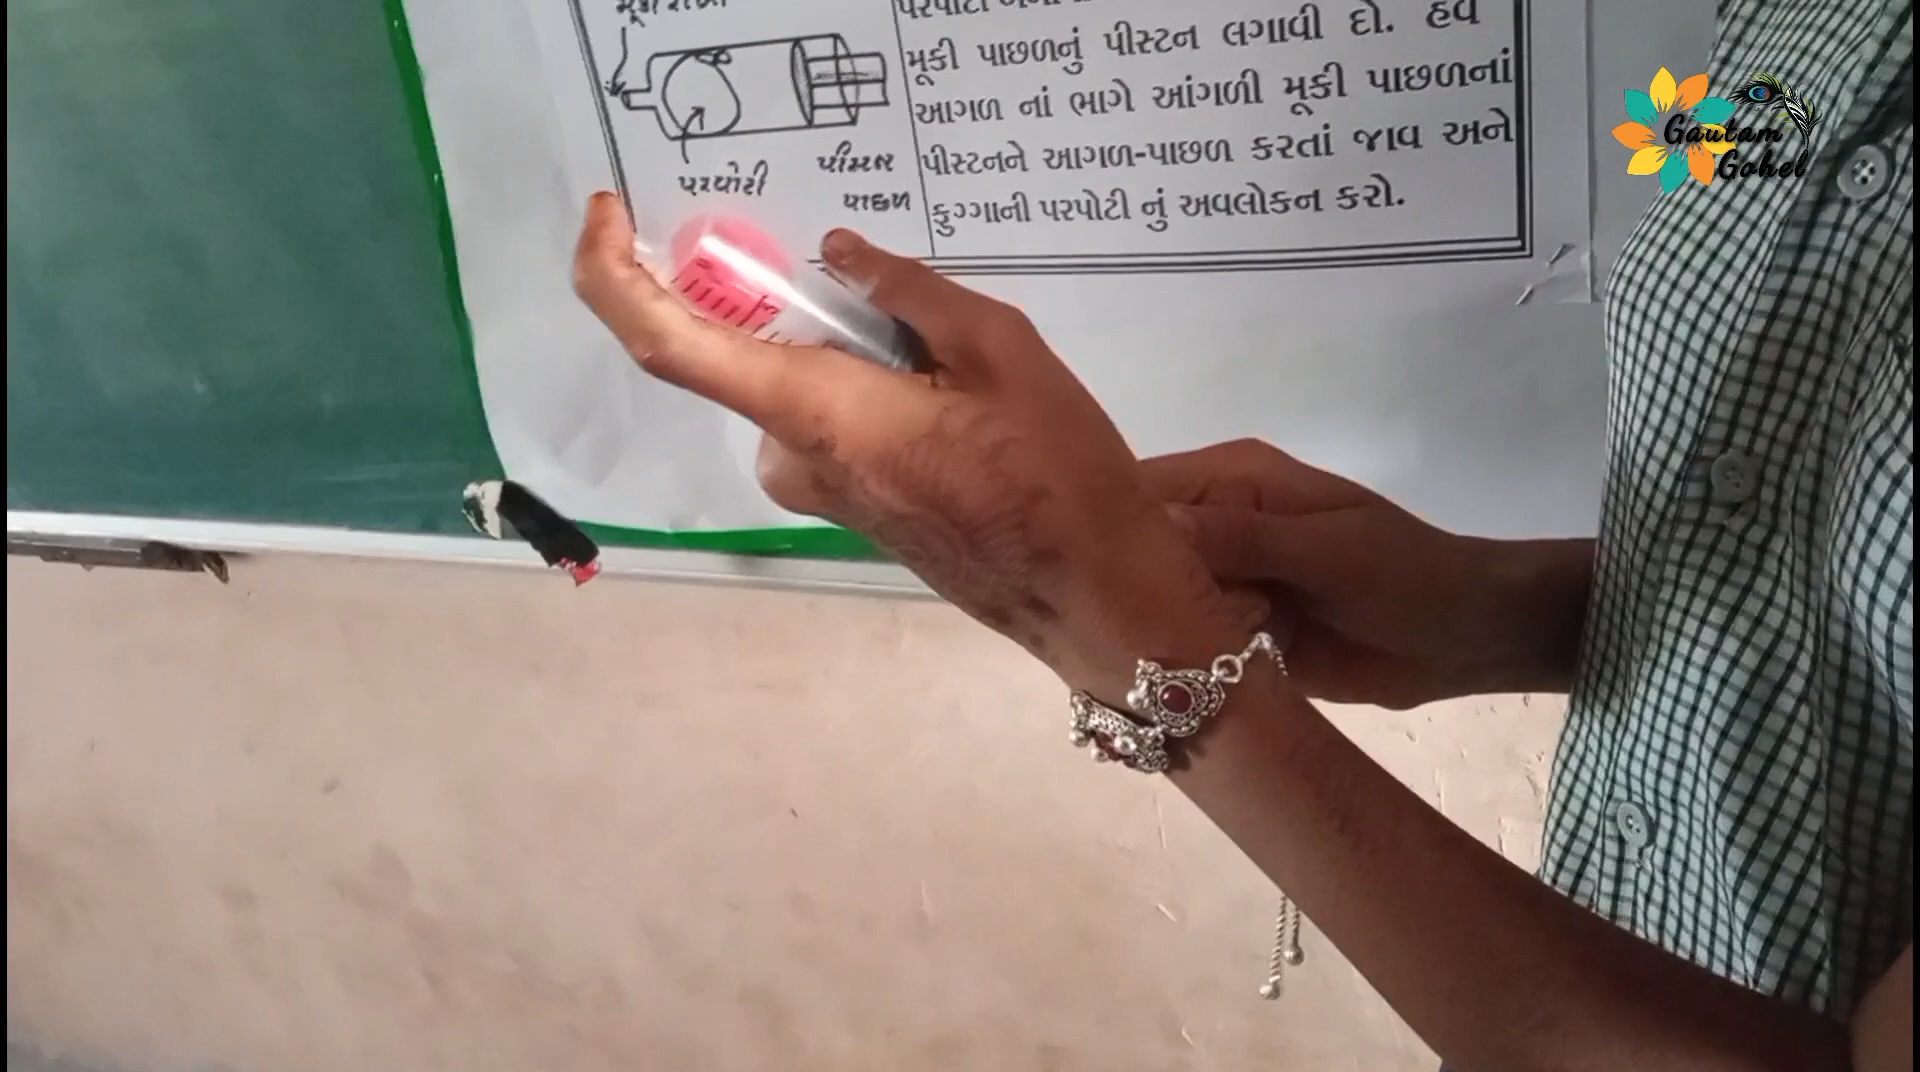 મૂકી પાછળનું પીસ્ટન લગાવી દો. હવે
આગળ નાં ભાગે આંગળી મૂકી પાછળનાં
પીસ્ટનને આગળ-પાછળ કરતાં જાવ અને
ફુગ્ગાની પરપોટી નું અવલોકન કરો.
પરપોટી
પીસ્ટન
પાછળ
Gautam
Gohel